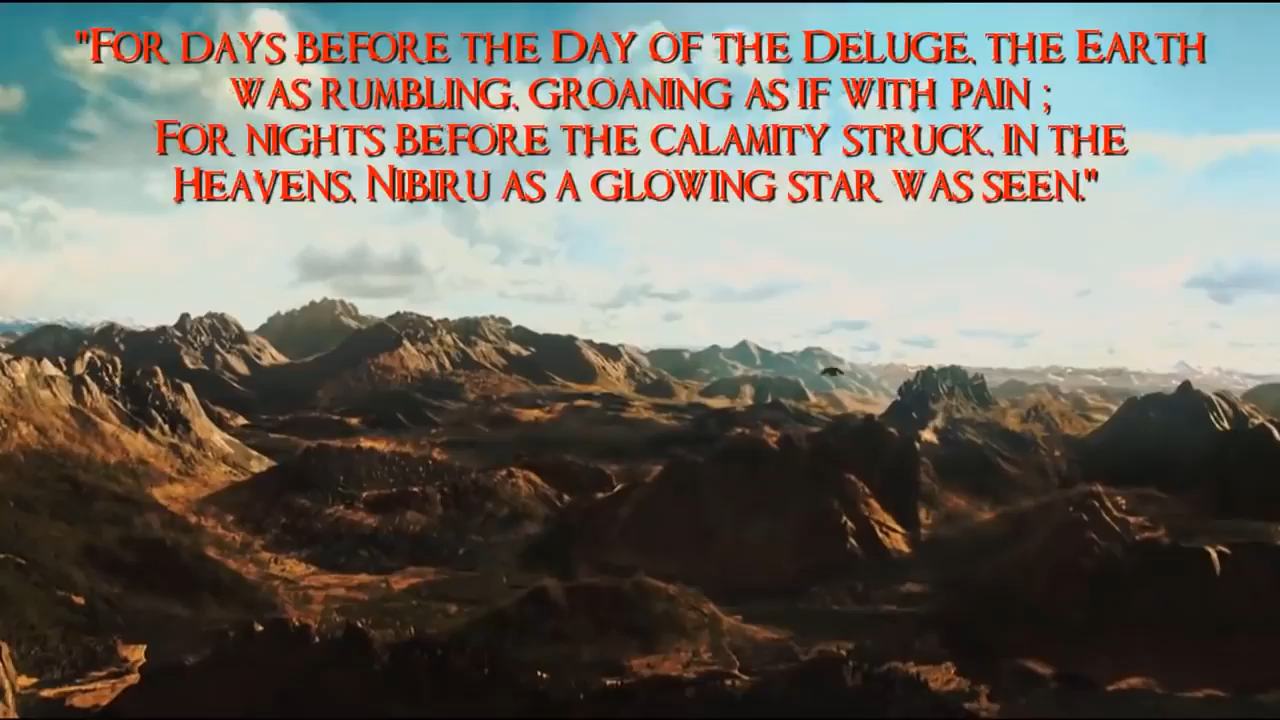 "For days before the Day of the Deluge, the Earth
was rumbling, groaning as if with pain ;
For nights before the calamity struck, in the
Heavens, Nibiru as a glowing star was seen."